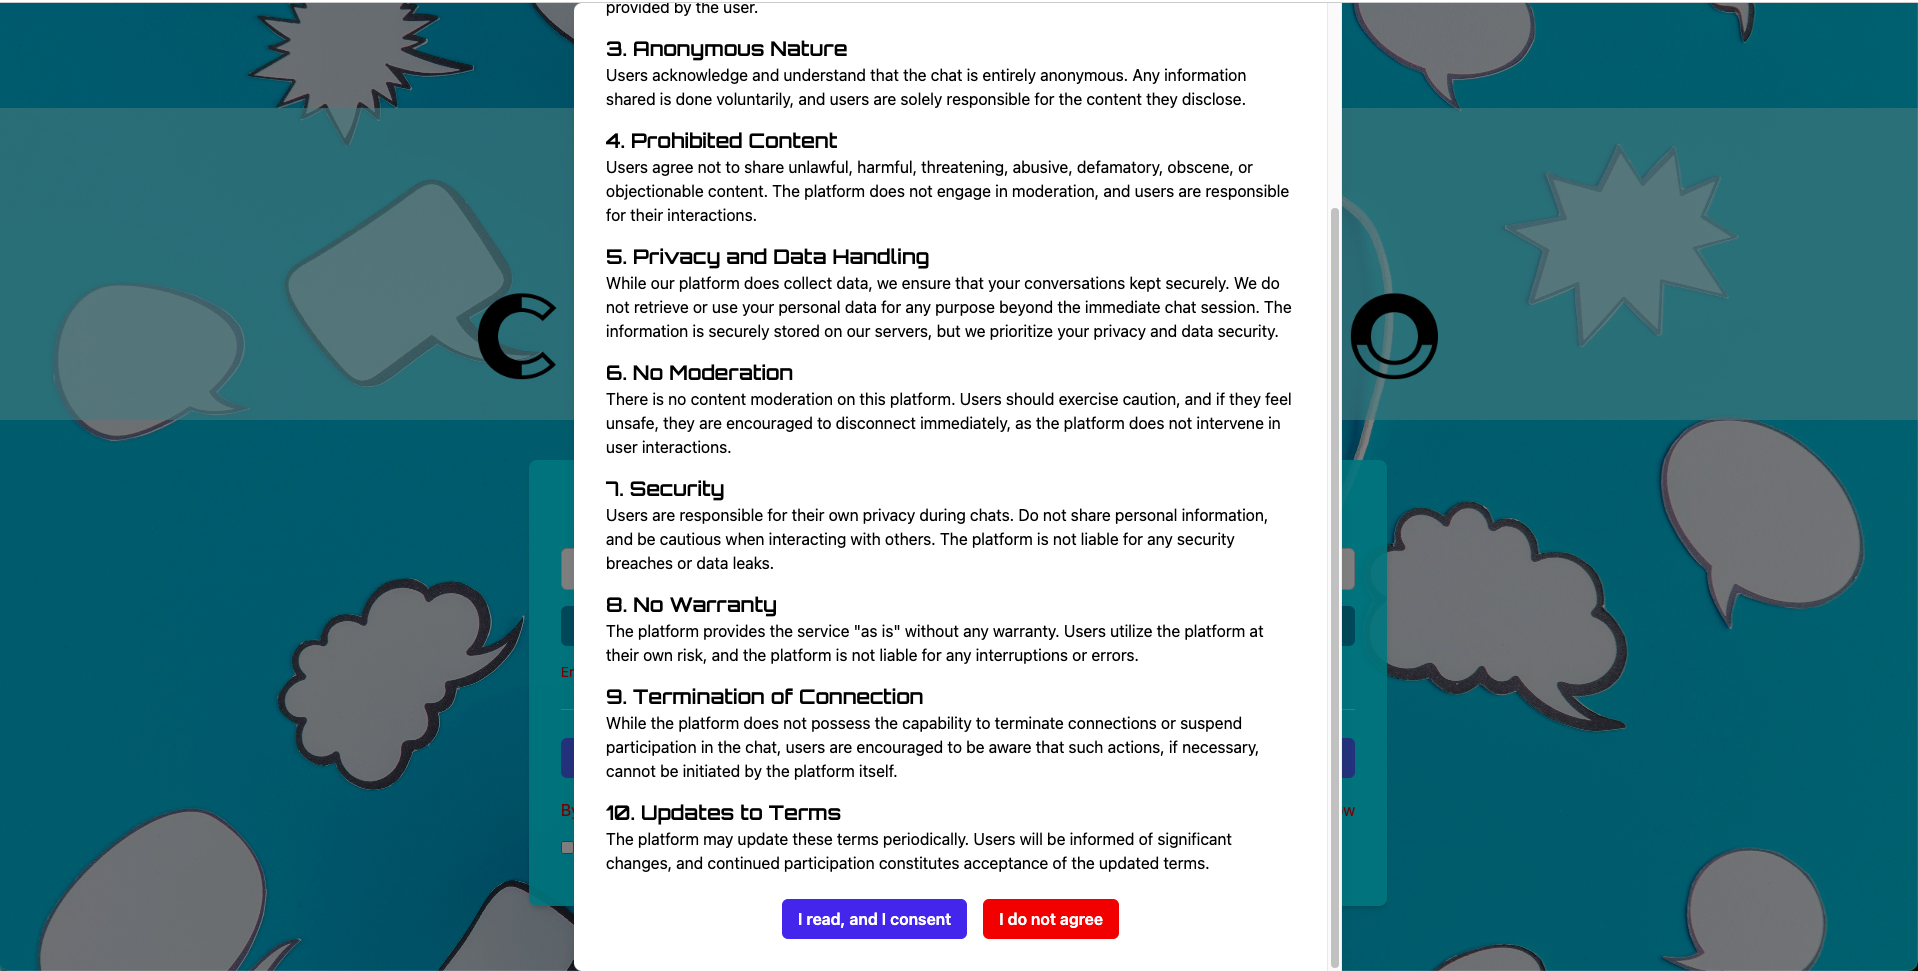 provided by the user.
3. Anonymous Nature
Users acknowledge and understand that the chat is entirely anonymous. Any information
shared is done voluntarily, and users are solely responsible for the content they disclose.
4. Prohibited Content
Users agree not to share unlawful, harmful, threatening, abusive, defamatory, obscene, or
objectionable content. The platform does not engage in moderation, and users are responsible
for their interactions.
5. Privacy and Data Handling
While our platform does collect data, we ensure that your conversations kept securely. We do
not retrieve or use your personal data for any purpose beyond the immediate chat session. The
information is securely stored on our servers, but we prioritize your privacy and data security.
6. No Moderation
There is no content moderation on this platform. Users should exercise caution, and if they feel
unsafe, they are encouraged to disconnect immediately, as the platform does not intervene in
user interactions.
7. Security
Users are responsible for their own privacy during chats. Do not share personal information,
and be cautious when interacting with others. The platform is not liable for any security
breaches or data leaks.
8. No Warranty
The platform provides the service "as is" without any warranty. Users utilize the platform at
their own risk, and the platform is not liable for any interruptions or errors.
9. Termination of Connection
While the platform does not possess the capability to terminate connections or suspend
participation in the chat, users are encouraged to be aware that such actions, if necessary,
cannot be initiated by the platform itself.
10. Updates to Terms
The platform may update these terms periodically. Users will be informed of significant
changes, and continued participation constitutes acceptance of the updated terms.
I read, and I consent
I do not agree
C
O